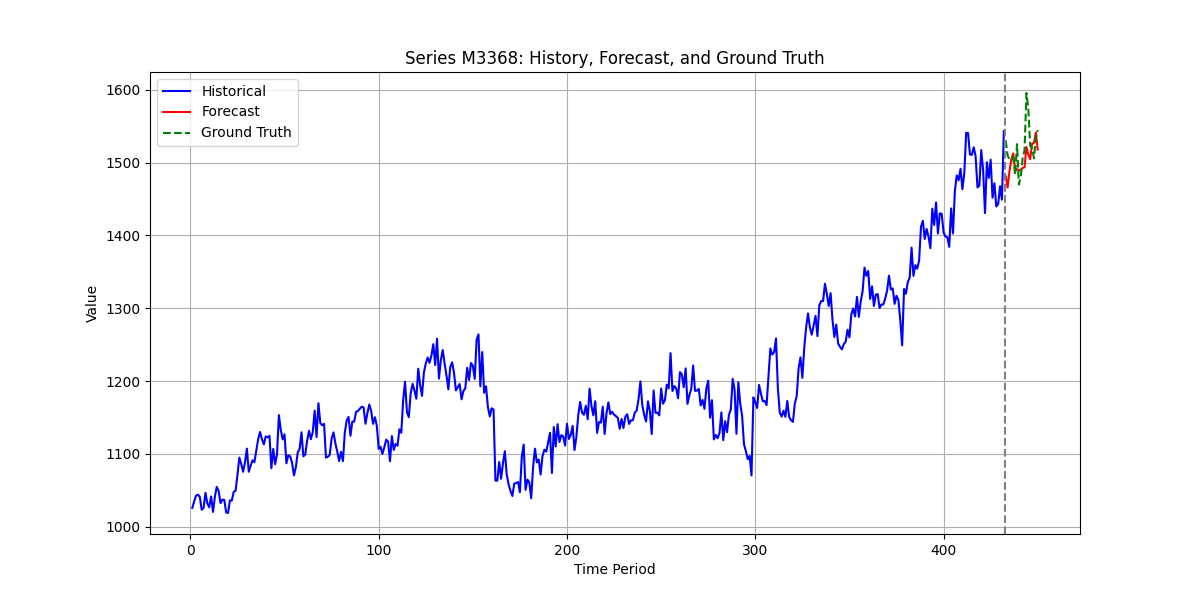 Series M3368: History, Forecast, and Ground Truth
Historical
Forecast
Ground Truth
Value
1600
1500
1400
1300
1200
1100
1000
0
100
200
300
400
Time Period